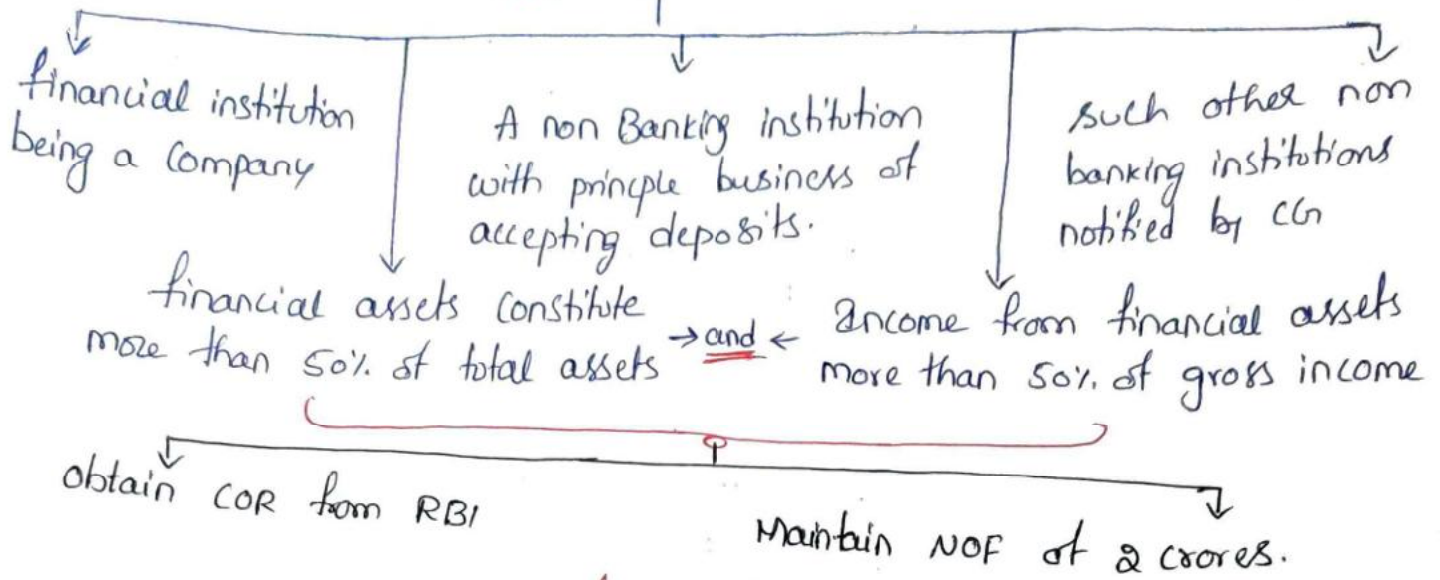 financial institution
being a Company
A non Banking institution
with princple business of
accepting deposits.
such other non
banking institutions
notified by CG
financial assets constitute
more than 50% of total assets
→ and ←
Income from financial assets
more than 50% of gross income
obtain COR from RBI
Maintain NOF of 2 crores.